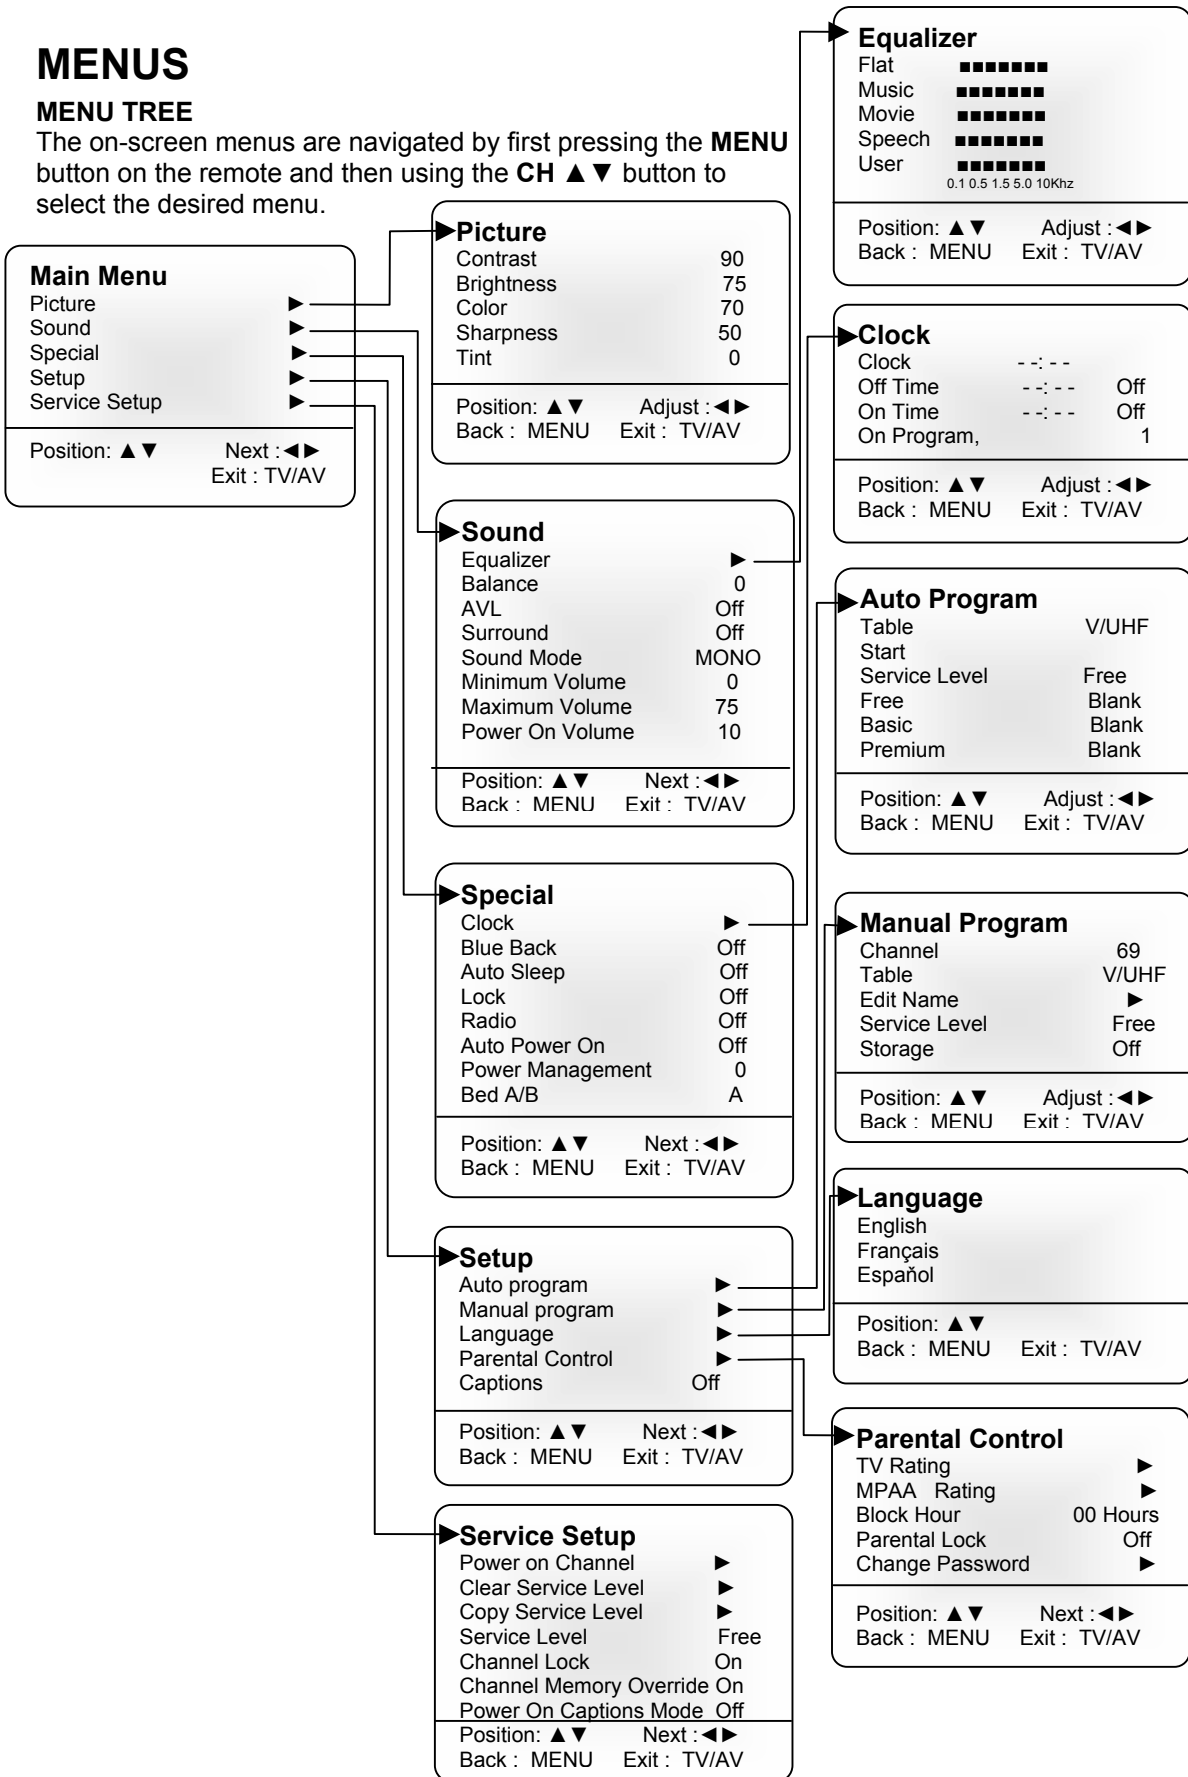 MENUS
MENU TREE
The on-screen menus are navigated by first pressing the MENU
button on the remote and then using the CH ▲▼ button to
select the desired menu.
Main Menu
Picture ►
Sound ►
Special ►
Setup ►
Service Setup ►
Position: ▲▼ Next :◄►
Exit : TV/AV
Picture
Contrast 90
Brightness 75
Color 70
Sharpness 50
Tint 0
Position: ▲▼ Adjust :◄►
Back : MENU Exit : TV/AV
Sound
Equalizer ►
Balance 0
AVL Off
Surround Off
Sound Mode MONO
Minimum Volume 0
Maximum Volume 75
Power On Volume 10
Position: ▲▼ Next :◄►
Back : MENU Exit : TV/AV
Special
Clock ►
Blue Back Off
Auto Sleep Off
Lock Off
Radio Off
Auto Power On Off
Power Management 0
Bed A/B A
Position: ▲▼ Next :◄►
Back : MENU Exit : TV/AV
Setup
Auto program ►
Manual program ►
Language ►
Parental Control ►
Captions Off
Position: ▲▼ Next :◄►
Back : MENU Exit : TV/AV
Service Setup
Power on Channel ►
Clear Service Level ►
Copy Service Level ►
Service Level Free
Channel Lock On
Channel Memory Override On
Power On Captions Mode Off
Position: ▲▼ Next :◄►
Back : MENU Exit : TV/AV
Equalizer
Flat ■■■■■■■
Music ■■■■■■■
Movie ■■■■■■■
Speech ■■■■■■■
User ■■■■■■■
0.1 0.5 1.5 5.0 10Khz
Position: ▲▼ Adjust :◄►
Back : MENU Exit : TV/AV
Clock
Clock - -: - -
Off Time - -: - - Off
On Time - -: - - Off
On Program, 1
Position: ▲▼ Adjust :◄►
Back : MENU Exit : TV/AV
Auto Program
Table V/UHF
Start
Service Level Free
Free Blank
Basic Blank
Premium Blank
Position: ▲▼ Adjust :◄►
Back : MENU Exit : TV/AV
Manual Program
Channel 69
Table V/UHF
Edit Name ►
Service Level Free
Storage Off
Position: ▲▼ Adjust :◄►
Back : MENU Exit : TV/AV
Language
English
Français
Espaňol
Position: ▲▼
Back : MENU Exit : TV/AV
Parental Control
TV Rating ►
MPAA Rating ►
Block Hour 00 Hours
Parental Lock Off
Change Password ►
Position: ▲▼ Next :◄►
Back : MENU Exit : TV/AV